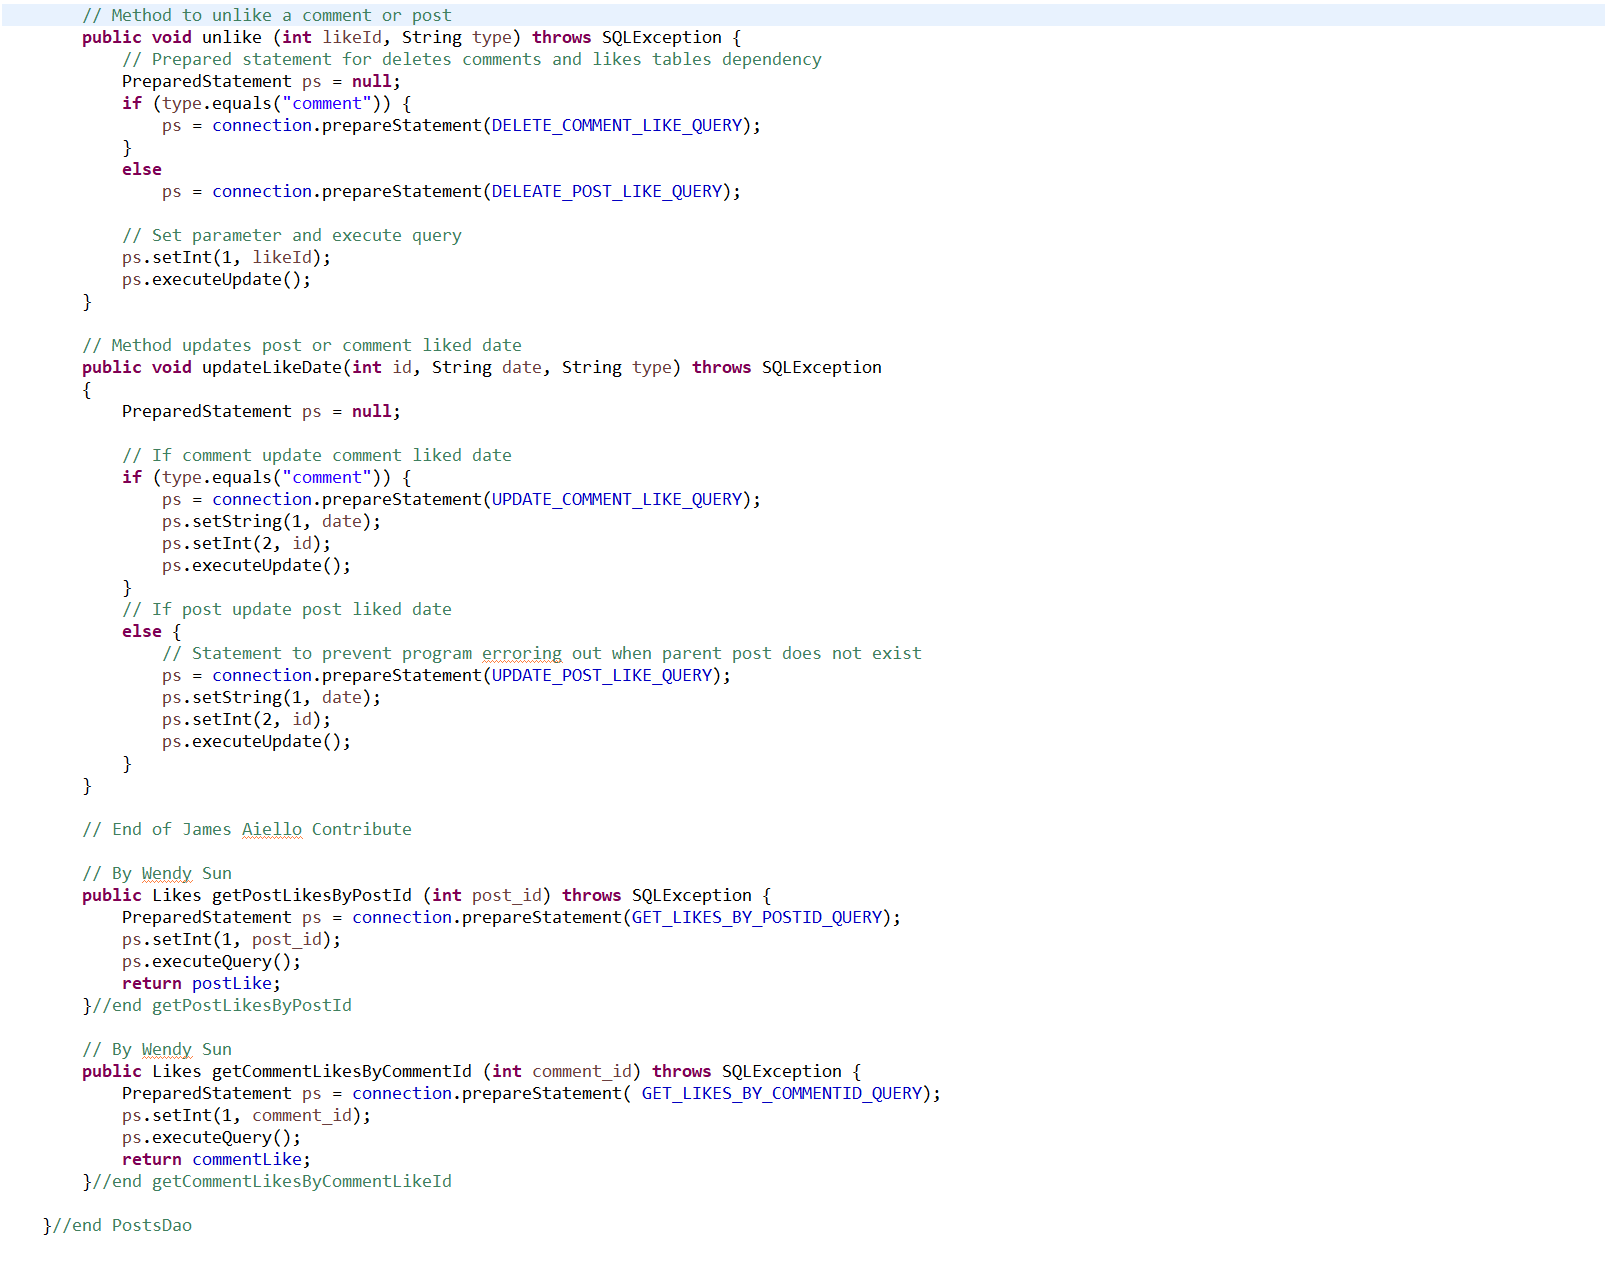 // Method to unlike a comment or post
public void unlike (int likeId, String type) throws SQLException {
// Prepared statement for deletes comments and likes tables dependency
PreparedStatement ps = null;
if (type.equals("comment")) {
ps = connection.prepareStatement(DELETE_COMMENT_LIKE_QUERY);
}
else
ps = connection.prepareStatement(DELEATE_POST_LIKE_QUERY);
// Set parameter and execute query
ps.setInt(1, likeId);
ps.executeUpdate();
}
// Method updates post or comment liked date
public void updateLikeDate(int id, String date, String type) throws SQLException
{
PreparedStatement ps = null;
// If comment update comment liked date
if (type.equals("comment")) {
ps = connection.prepareStatement(UPDATE_COMMENT_LIKE_QUERY);
ps.setString(1, date);
ps.setInt(2, id);
ps.executeUpdate();
}
// If post update post liked date
else {
// Statement to prevent program erroring out when parent post does not exist
ps = connection.prepareStatement(UPDATE_POST_LIKE_QUERY);
ps.setString(1, date);
ps.setInt(2, id);
ps.executeUpdate();
}
}
// End of James Aiello Contribute
// By Wendy Sun
public Likes getPostLikesByPostId (int post_id) throws SQLException {
PreparedStatement ps = connection.prepareStatement(GET_LIKES_BY_POSTID_QUERY);
ps.setInt(1, post_id);
ps.executeQuery();
return postLike;
}//end getPostLikesByPostId
// By Wendy Sun
public Likes getCommentLikesByCommentId (int comment_id) throws SQLException {
PreparedStatement ps = connection.prepareStatement( GET_LIKES_BY_COMMENTID_QUERY);
ps.setInt(1, comment_id);
ps.executeQuery();
return commentLike;
}//end getCommentLikesByCommentLikeId
}//end PostsDao